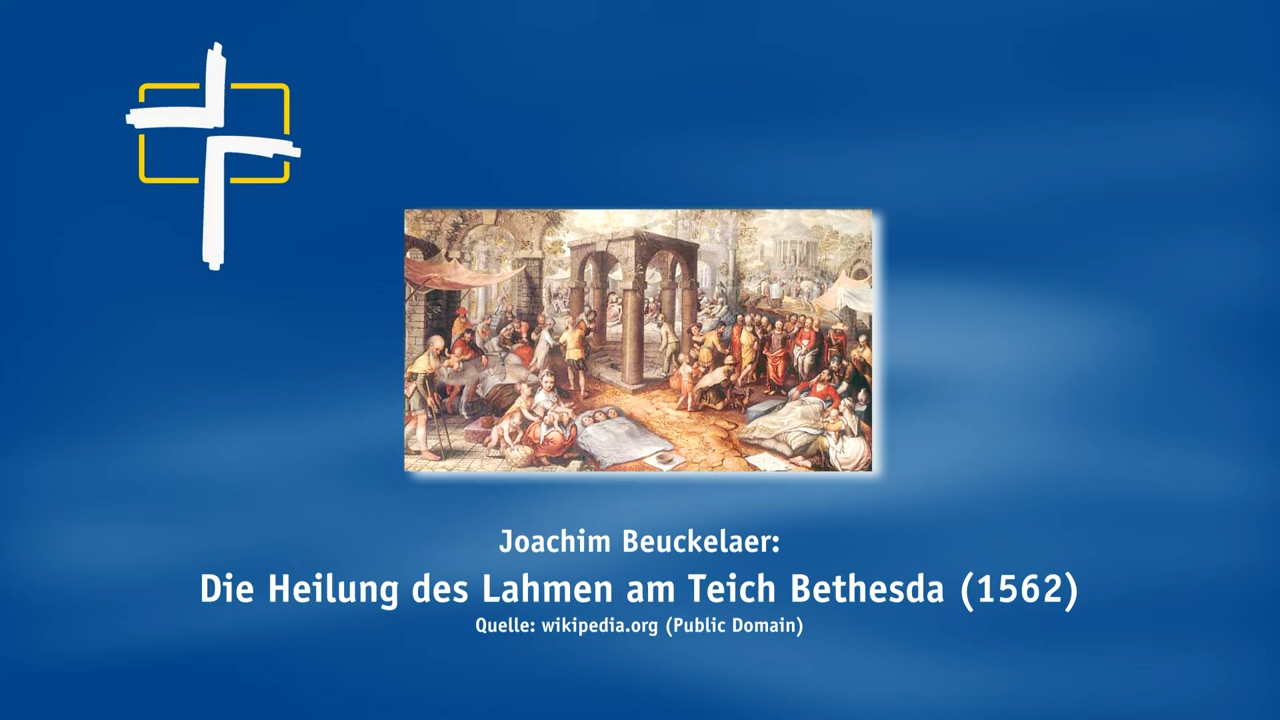 Joachim Beuckelaer:
Die Heilung des Lahmen am Teich Bethesda (1562)
Quelle: wikipedia.org (Public Domain)